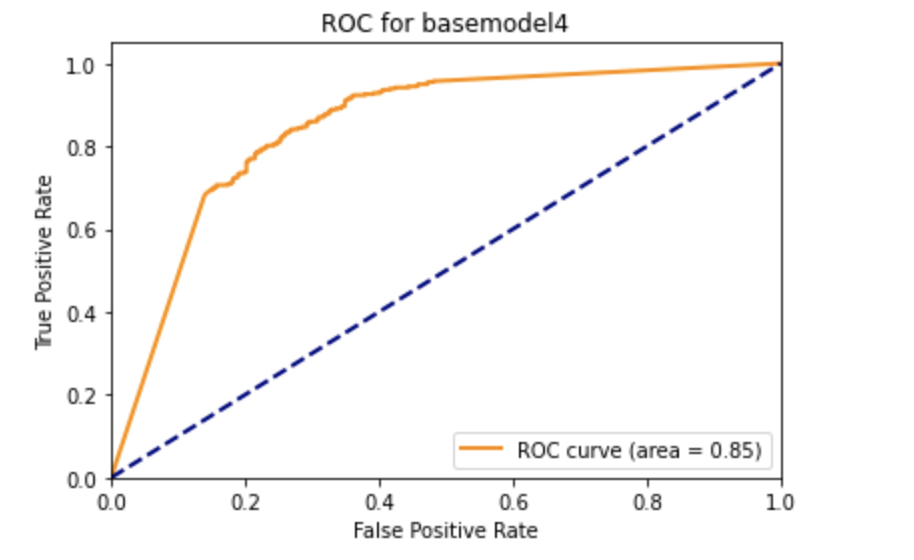 ROC for basemodel4
1.0
0.8
0.6
0.4
0.2
0.0
True Positive Rate
ROC curve (area = 0.85)
0.0 0.2 0.4 0.6 0.8 1.0
False Positive Rate